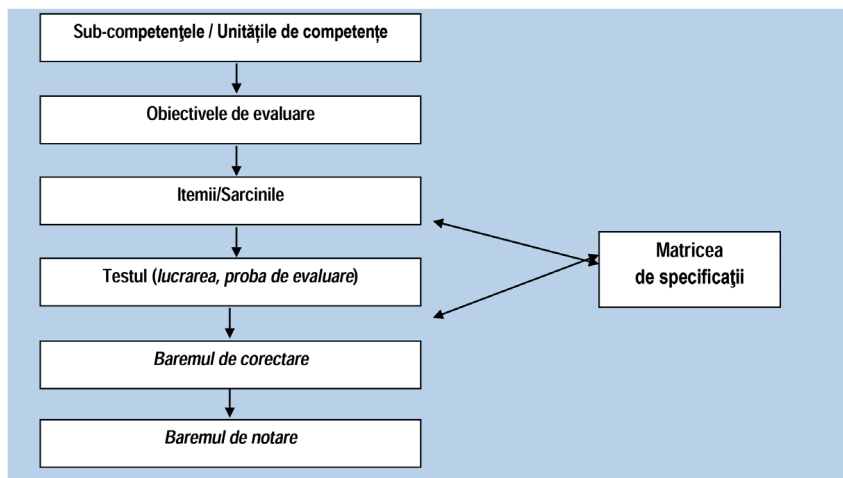 Sub-competenţele / Unitățile de competențe
Obiectivele de evaluare
Itemii/Sarcinile
Testul (lucrarea, proba de evaluare)
Matricea
de specificaţii
Baremul de corectare
Baremul de notare